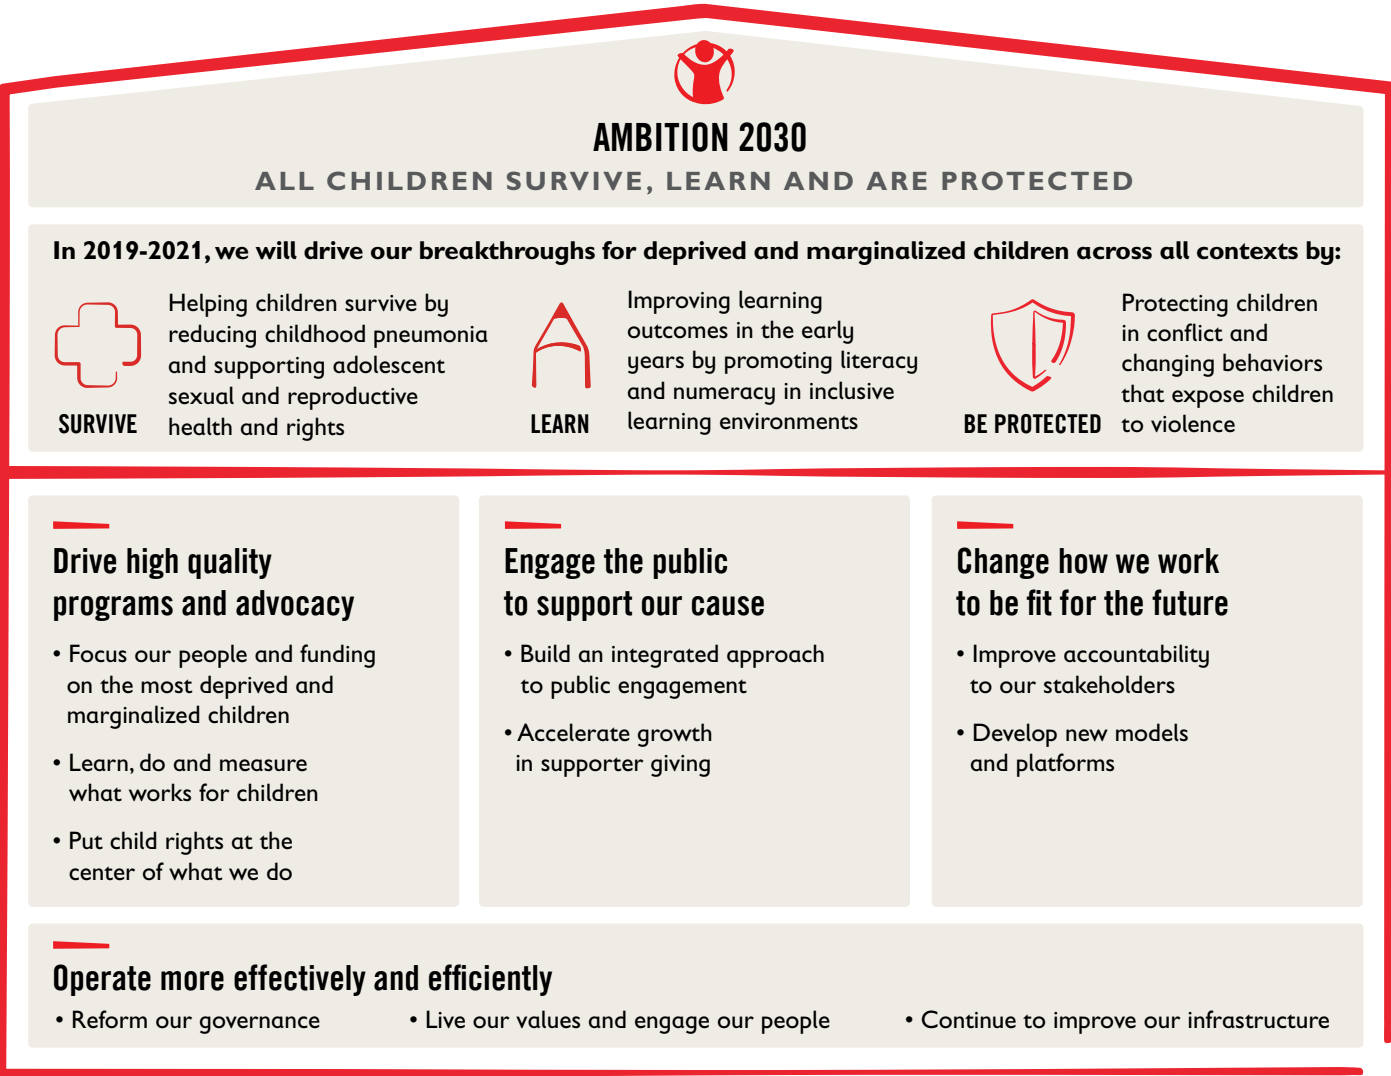 AMBITION 2030
ALL CHILDREN SURVIVE, LEARN AND ARE PROTECTED
In 2019-2021, we will drive our breakthroughs for deprived and marginalized children across all contexts by:
SURVIVE
Helping children survive by
reducing childhood pneumonia
and supporting adolescent
sexual and reproductive
health and rights
LEARN
Improving learning
outcomes in the early
years by promoting literacy
and numeracy in inclusive
learning environments
BE PROTECTED
Protecting children
in conflict and
changing behaviors
that expose children
to violence
Drive high quality
programs and advocacy
• Focus our people and funding
on the most deprived and
marginalized children
• Learn, do and measure
what works for children
• Put child rights at the
center of what we do
Engage the public
to support our cause
• Build an integrated approach
to public engagement
• Accelerate growth
in supporter giving
Change how we work
to be fit for the future
• Improve accountability
to our stakeholders
• Develop new models
and platforms
Operate more effectively and efficiently
• Reform our governance
• Live our values and engage our people
• Continue to improve our infrastructure